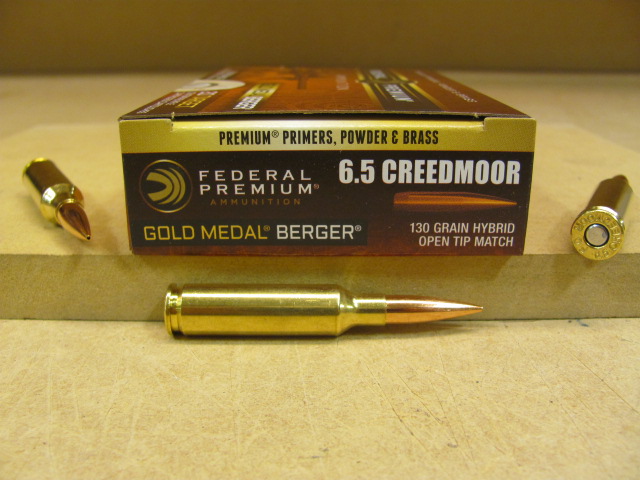 PREMIUM® PRIMERS, POWDER & BRASS
FEDERAL
PREMIUM®
AMMUNITION
6.5 CREEDMOOR
GOLD MEDAL® BERGER®
130 GRAIN HYBRID
OPEN TIP MATCH